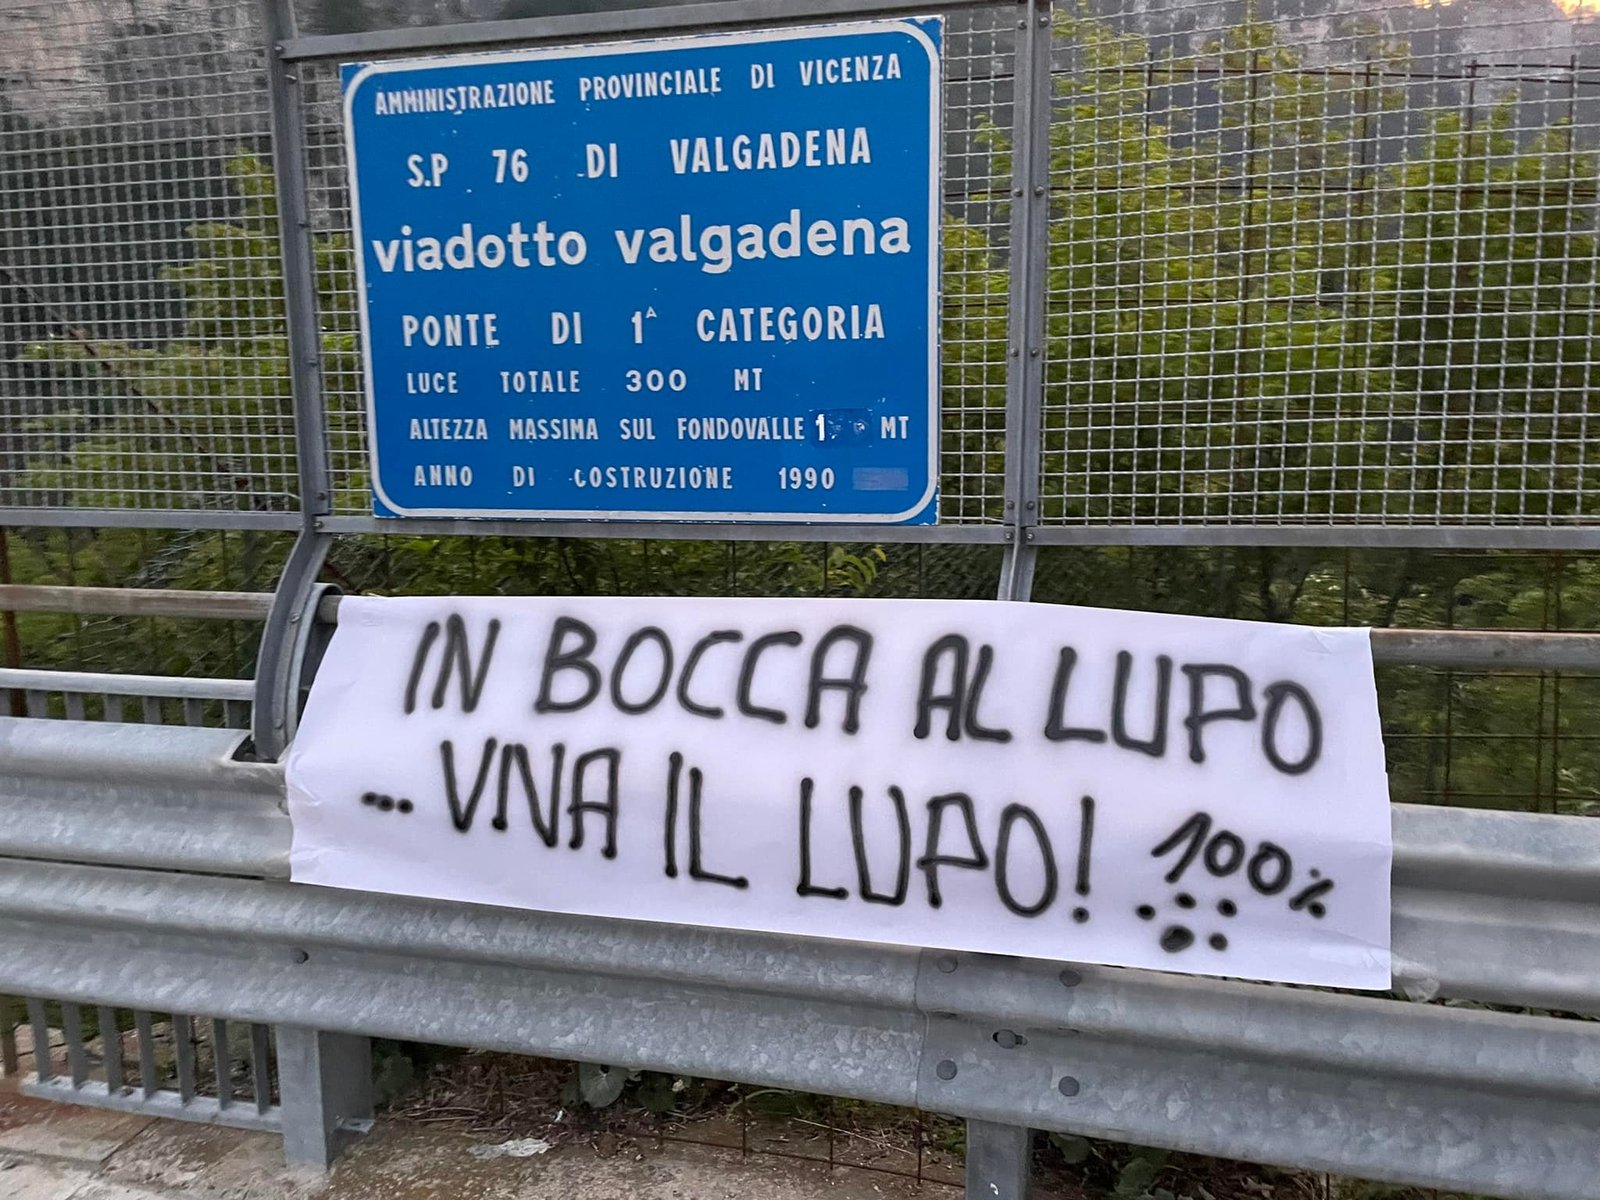 AMMINISTRAZIONE PROVINCIALE DI VICENZA
S.P 76 DI VALGADENA
viadotto valgadena
PONTE DI 1ᴬ CATEGORIA
LUCE TOTALE 300 MT
ALTEZZA MASSIMA SUL FONDOVALLE MT
ANNO DI COSTRUZIONE 1990
IN BOCCA AL LUPO
... VNA IL LUPO! 100%